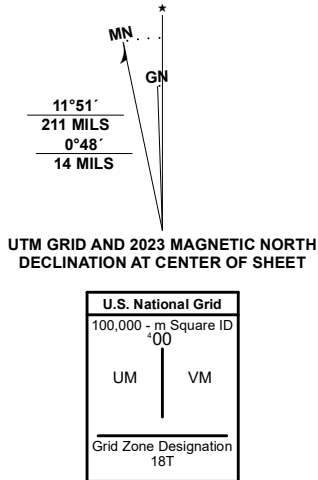 ★
MN
GN
11°51´
211 MILS
0°48´
14 MILS
UTM GRID AND 2023 MAGNETIC NORTH
DECLINATION AT CENTER OF SHEET
U.S. National Grid
100,000 - m Square ID
⁴00
UM VM
Grid Zone Designation
18T